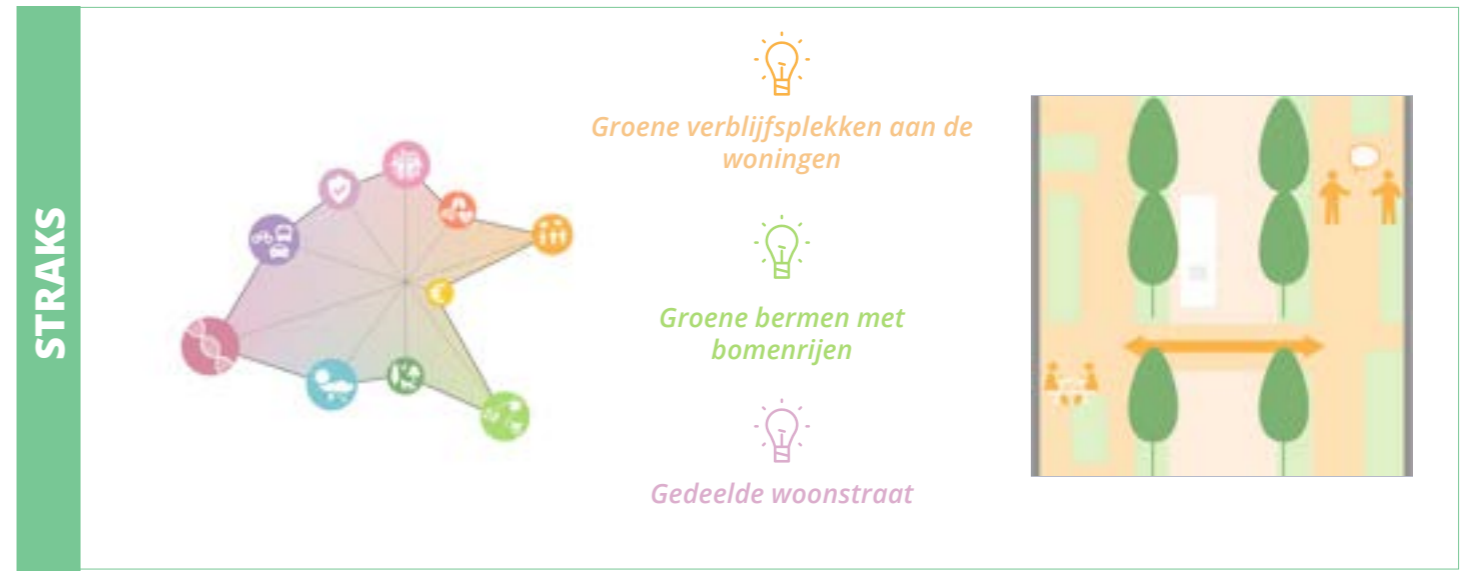 STRAKS
Groene verblijfsplekken aan de
woningen
Groene bermen met
bomenrijen
Gedeelde woonstraat
€